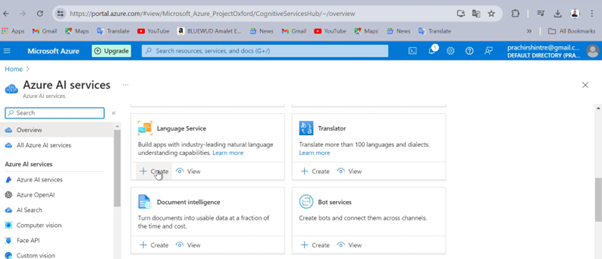 portal.azure.com/#view/Microsoft_Azure_ProjectOxford/CognitiveServicesHub/~/overview
Apps Gmail Maps Translate YouTube BLUEWUD Amalet E... News Gmail YouTube Maps News Translate » All Bookmarks
Microsoft Azure Upgrade Search resources, services, and docs (G+/) 1 prachirshintre@gmail.c...
DEFAULT DIRECTORY (PRA...
Home >
Azure AI services ...
Azure AI services
Search «
Overview
All Azure AI services
Azure AI services
Azure AI services
Azure OpenAI
AI Search
Computer vision
Face API
Custom vision
Language Service
Build apps with industry-leading natural language
understanding capabilities. Learn more
+ Create View
Translator
Translate more than 100 languages and dialects.
Learn more
+ Create View
Document intelligence
Turn documents into usable data at a fraction of
the time and cost.
+ Create View
Bot services
Create bots and connect them across channels.
+ Create View